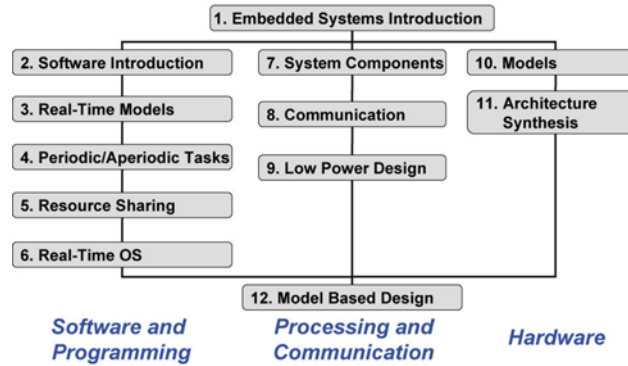 1. Embedded Systems Introduction
2. Software Introduction
3. Real-Time Models
4. Periodic/Aperiodic Tasks
5. Resource Sharing
6. Real-Time OS
7. System Components
8. Communication
9. Low Power Design
10. Models
11. Architecture
Synthesis
12. Model Based Design
Software and
Programming
Processing and
Communication
Hardware